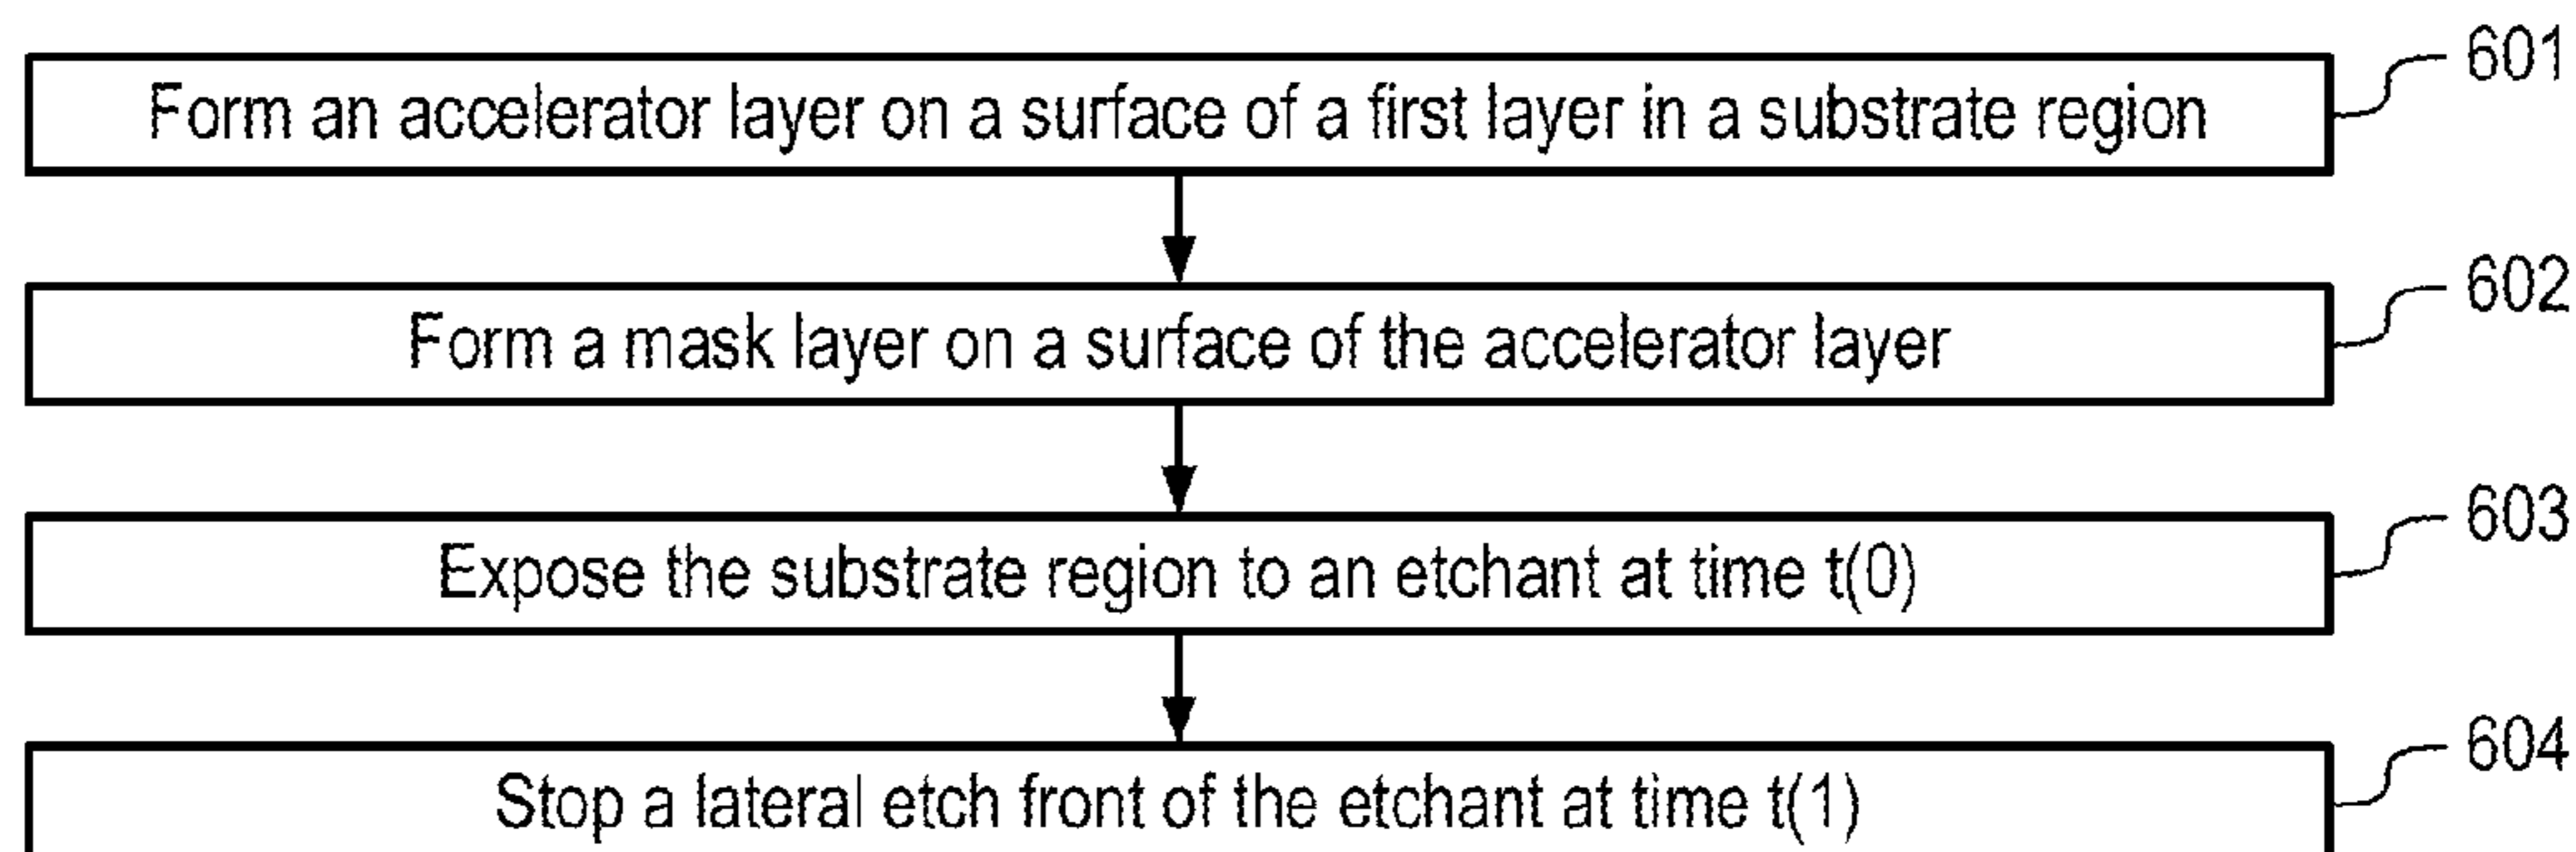 Form an accelerator layer on a surface of a first layer in a substrate region
601
Form a mask layer on a surface of the accelerator layer
602
Expose the substrate region to an etchant at time t(0)
603
Stop a lateral etch front of the etchant at time t(1)
604